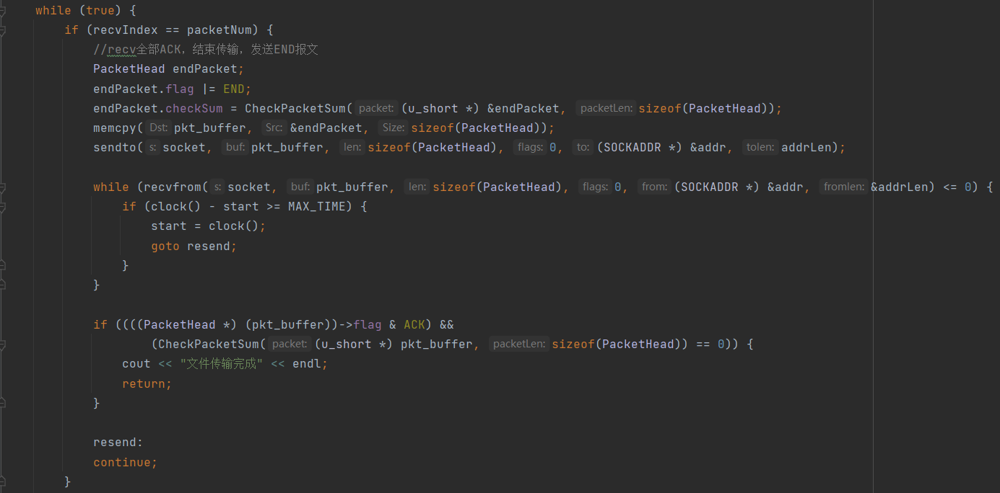 while (true) {
if (recvIndex == packetNum) {
//recv全部ACK，结束传输，发送END报文
PacketHead endPacket;
endPacket.flag |= END;
endPacket.checkSum = CheckPacketSum( packet: (u_short *) &endPacket, packetLen: sizeof(PacketHead));
memcpy( Dst: pkt_buffer, Src: &endPacket, Size: sizeof(PacketHead));
sendto( s: socket, buf: pkt_buffer, len: sizeof(PacketHead), flags: 0, to: (SOCKADDR *) &addr, tolen: addrLen);
while (recvfrom( s: socket, buf: pkt_buffer, len: sizeof(PacketHead), flags: 0, from: (SOCKADDR *) &addr, fromlen: &addrLen) <= 0) {
if (clock() - start >= MAX_TIME) {
start = clock();
goto resend;
}
}
if ((((PacketHead *) (pkt_buffer))->flag & ACK) &&
(CheckPacketSum( packet: (u_short *) pkt_buffer, packetLen: sizeof(PacketHead)) == 0)) {
cout << "文件传输完成" << endl;
return;
}
resend:
continue;
}